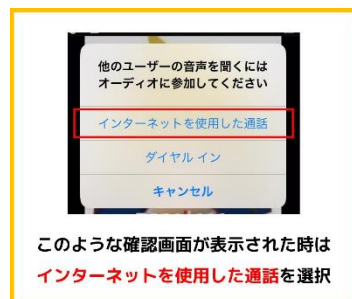 他のユーザーの音声を聞くには
オーディオに参加してください
インターネットを使用した通話
ダイヤル イン
キャンセル
このような確認画面が表示された時は
インターネットを使用した通話を選択